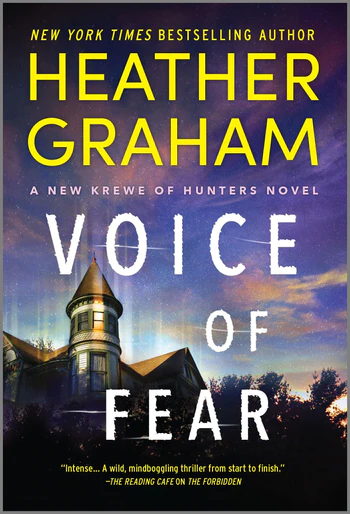 NEW YORK TIMES BESTSELLING AUTHOR
HEATHER
GRAHAM
A NEW KREWE OF HUNTERS NOVEL
VOICE
OF
FEAR
“Intense... A wild, mindboggling thriller from start to finish.”
—THE READING CAFE ON THE FORBIDDEN